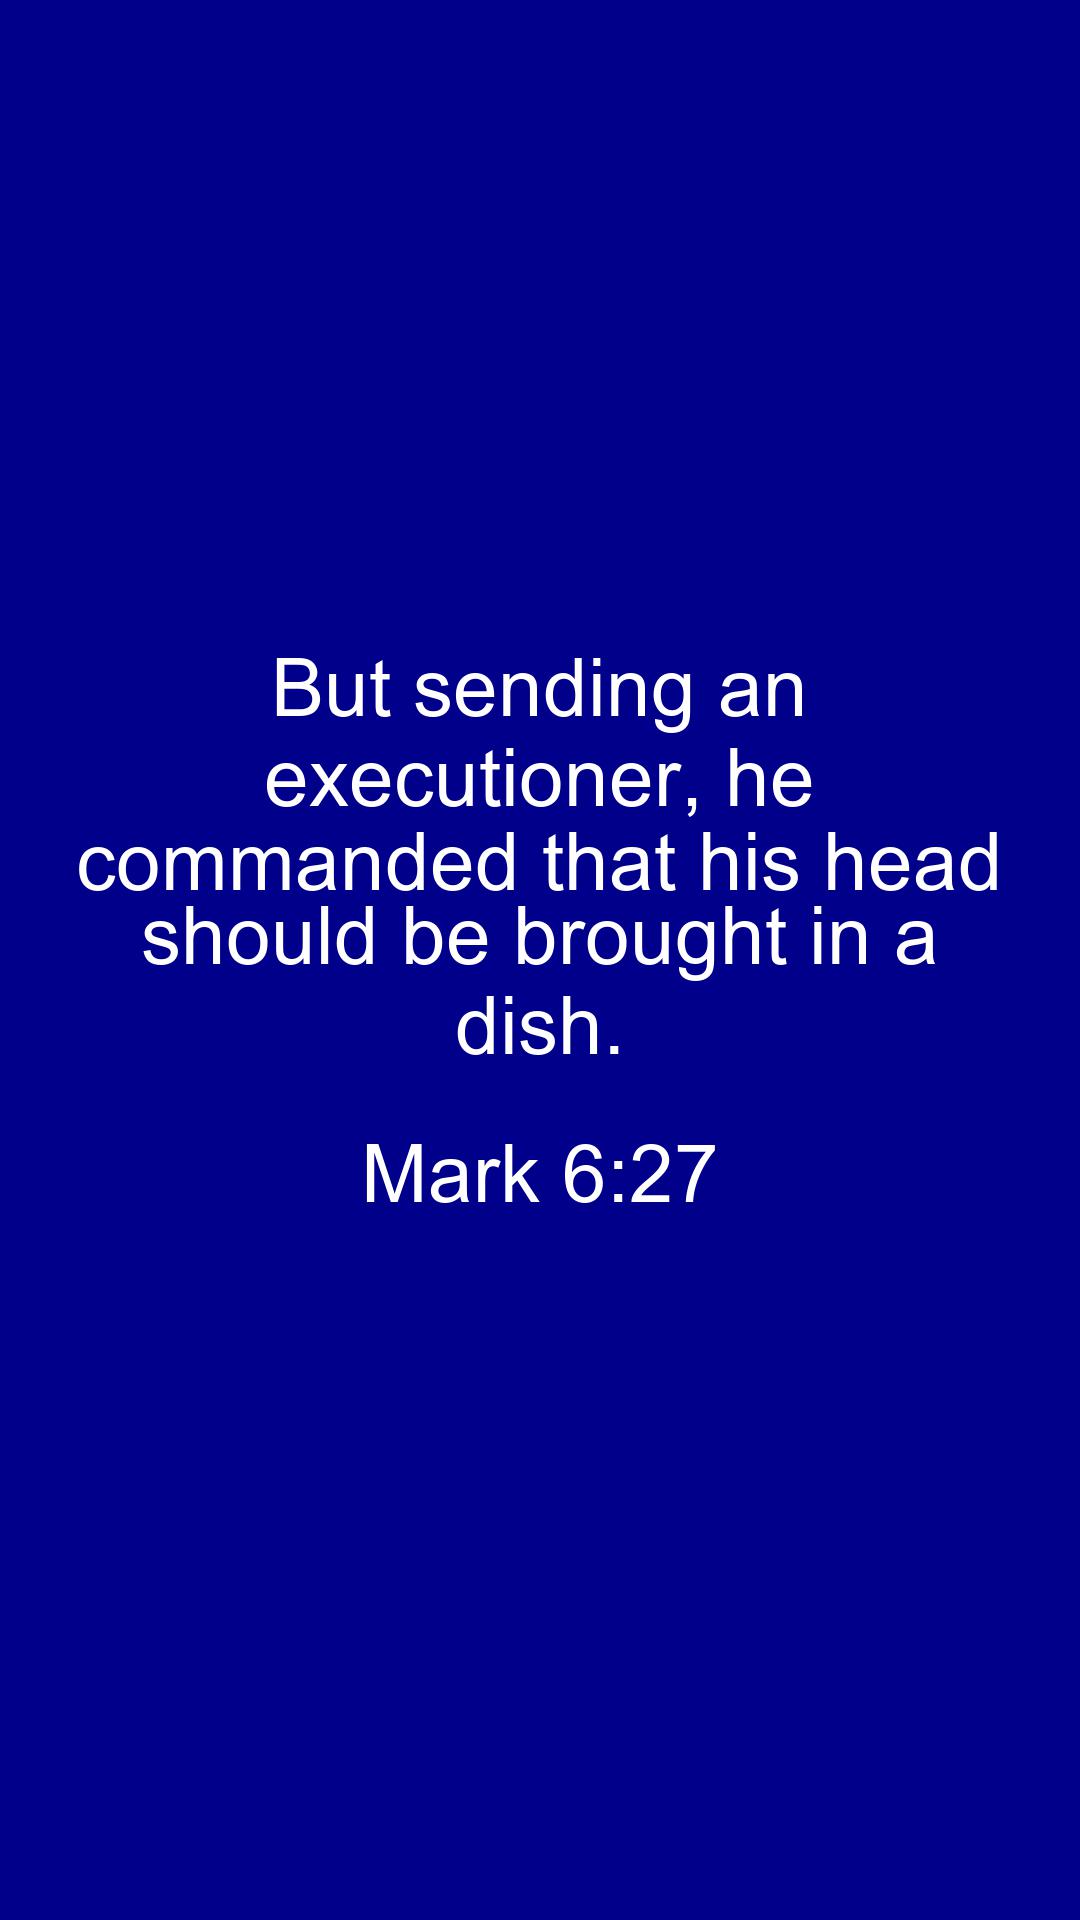 But sending an
executioner, he
commanded that his head
should be brought in a
dish.
Mark 6:27